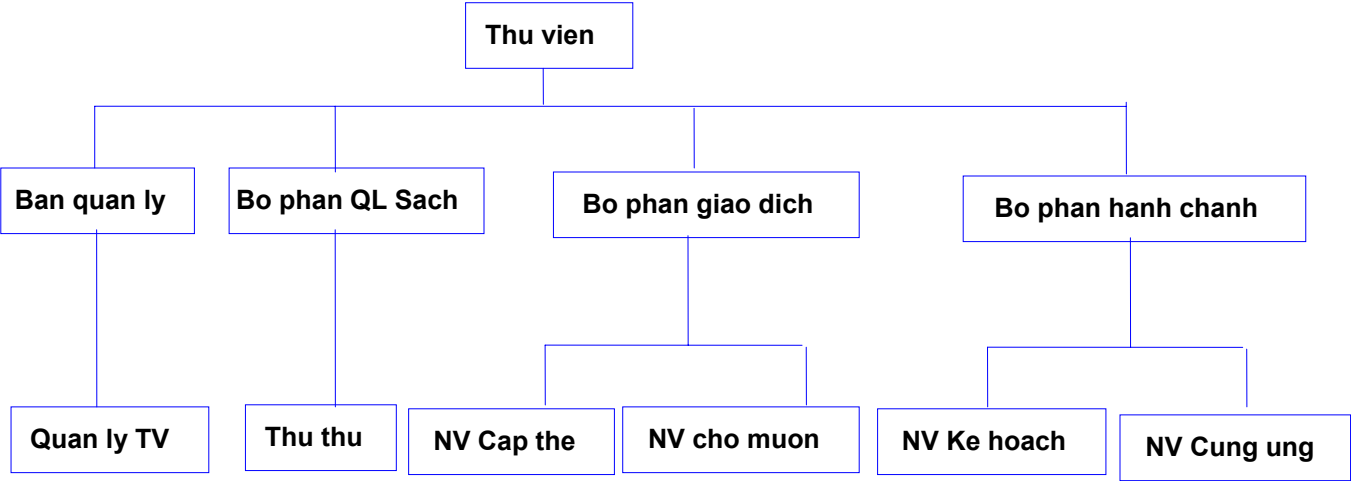 Thu vien
Ban quan ly
Bo phan QL Sach
Bo phan giao dich
Bo phan hanh chanh
Quan ly TV
Thu thu
NV Cap the
NV cho muon
NV Ke hoach
NV Cung ung